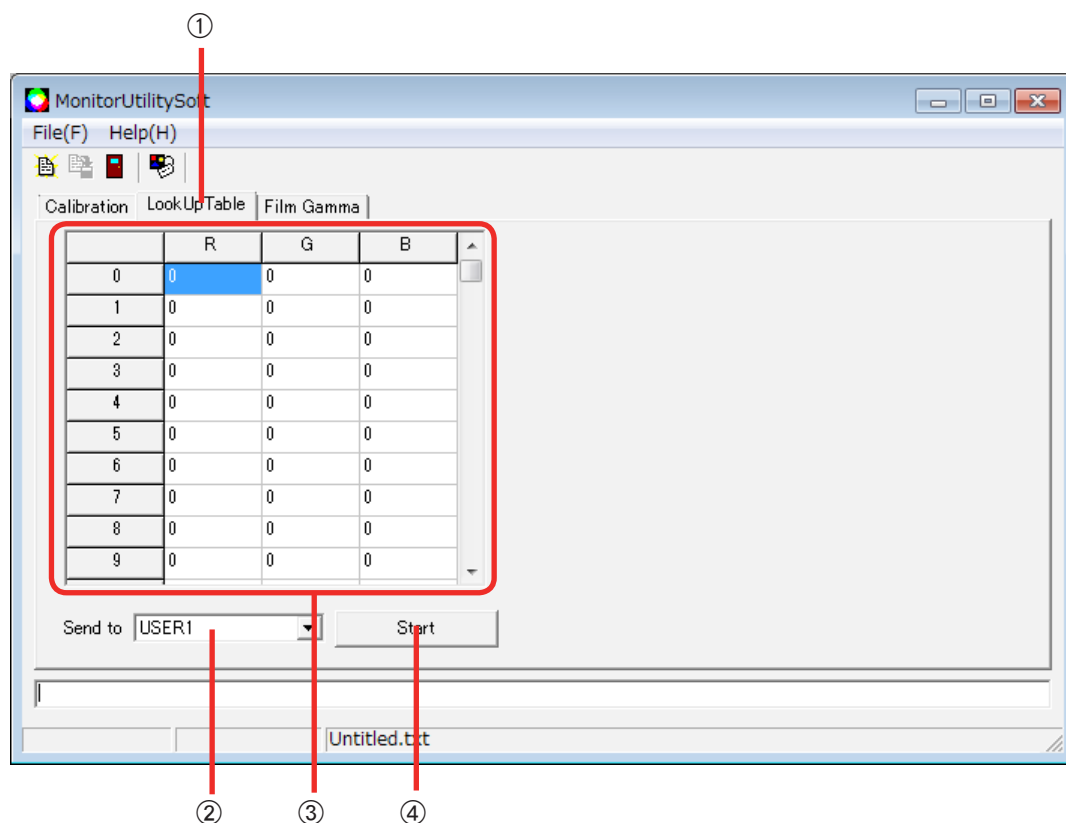 ①
MonitorUtilitySoft
File(F) Help(H)
Calibration LookUpTable Film Gamma
R G B
0 0 0 0
1 0 0 0
2 0 0 0
3 0 0 0
4 0 0 0
5 0 0 0
6 0 0 0
7 0 0 0
8 0 0 0
9 0 0 0
Send to USER1 Start
Untitled.txt
② ③ ④